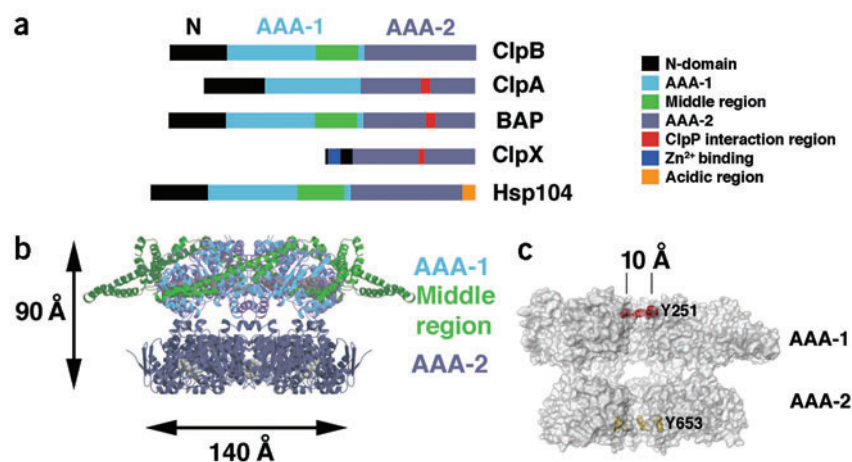 a
N AAA-1 AAA-2
ClpB
ClpA
BAP
ClpX
Hsp104
N-domain
AAA-1
Middle region
AAA-2
ClpP interaction region
Zn²⁺ binding
Acidic region
b
90 Å
AAA-1
Middle
region
AAA-2
140 Å
c
10 Å
Y251
AAA-1
AAA-2
Y653